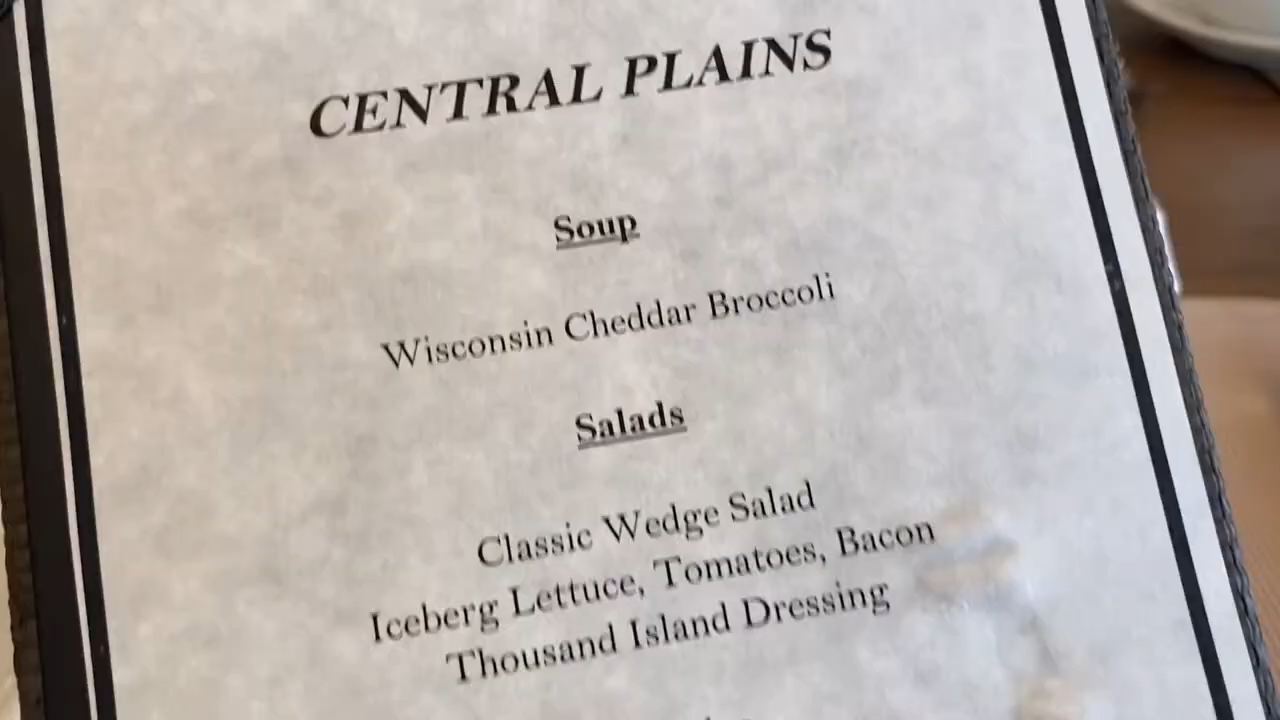 CENTRAL PLAINS
Soup
Wisconsin Cheddar Broccoli
Salads
Classic Wedge Salad
Iceberg Lettuce, Tomatoes, Bacon
Thousand Island Dressing